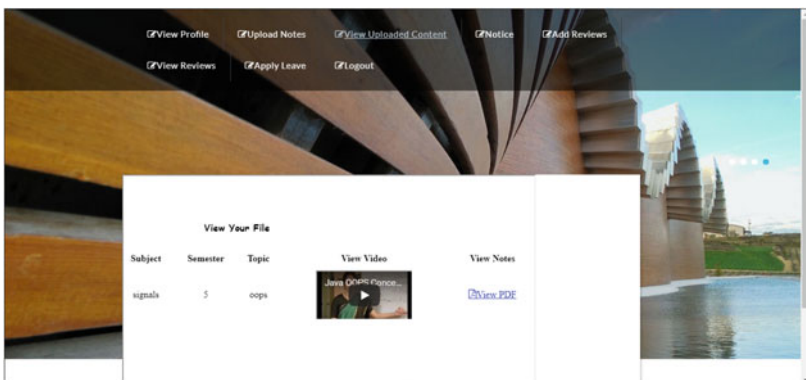 View Profile Upload Notes View Uploaded Content Notice Add Reviews
View Reviews Apply Leave Logout
View Your File
Subject Semester Topic View Video View Notes
Java OOPS Conce...
signals 5 oops View PDF